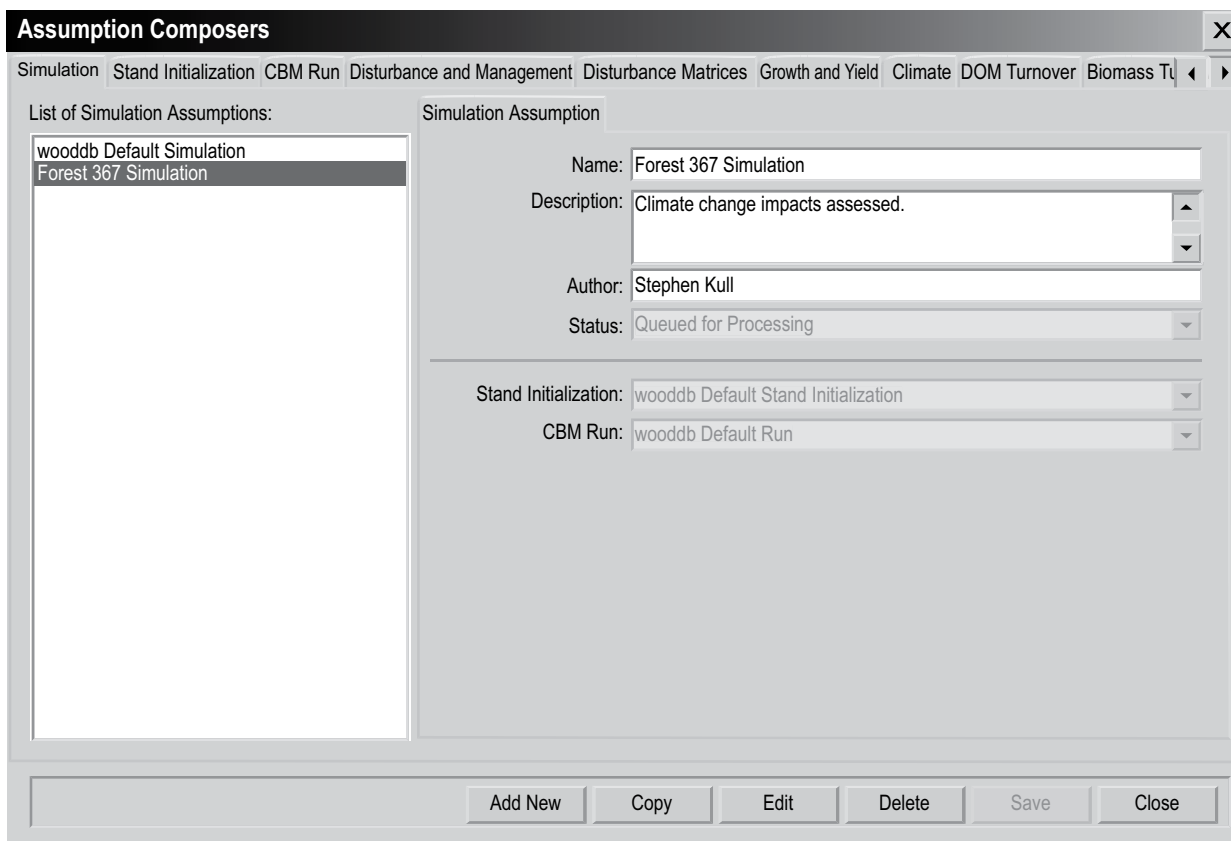 Assumption Composers
X
Simulation Stand Initialization CBM Run Disturbance and Management Disturbance Matrices Growth and Yield Climate DOM Turnover Biomass Tu
List of Simulation Assumptions:
wooddb Default Simulation
Forest 367 Simulation
Simulation Assumption
Name: Forest 367 Simulation
Description: Climate change impacts assessed.
Author: Stephen Kull
Status: Queued for Processing
Stand Initialization: wooddb Default Stand Initialization
CBM Run: wooddb Default Run
Add New Copy Edit Delete Save Close